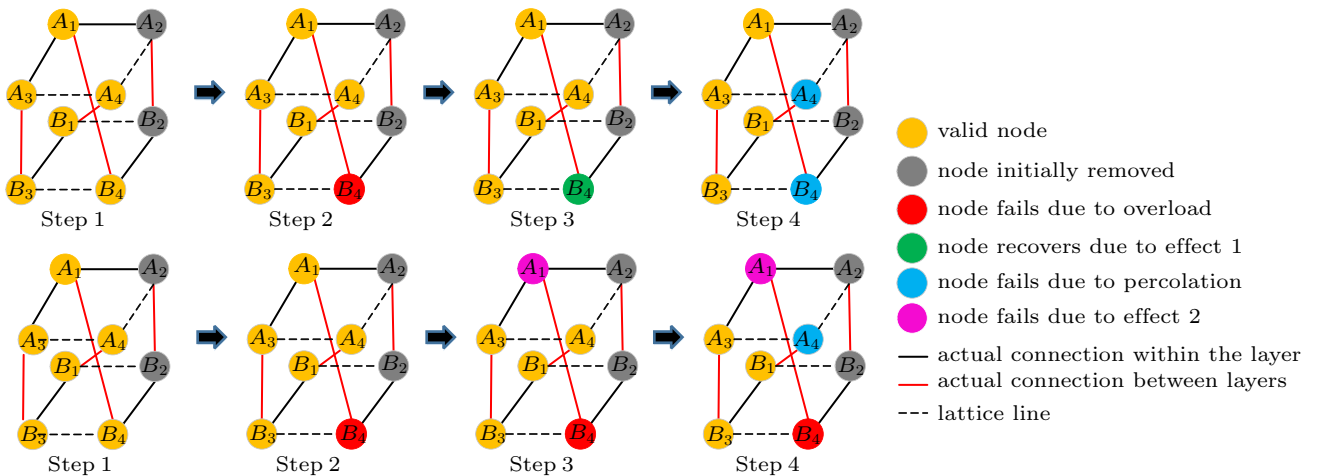 A1 A2 A1 A2 A1 A2 A1 A2
A3 A4 A3 A4 A3 A4 A3 A4
B1 B2 B1 B2 B1 B2 B1 B2
B3 B4 B3 B4 B3 B4 B3 B4
Step 1 Step 2 Step 3 Step 4
A1 A2 A1 A2 A1 A2 A1 A2
A3 A4 A3 A4 A3 A4 A3 A4
B1 B2 B1 B2 B1 B2 B1 B2
B3 B4 B3 B4 B3 B4 B3 B4
Step 1 Step 2 Step 3 Step 4
valid node
node initially removed
node fails due to overload
node recovers due to effect 1
node fails due to percolation
node fails due to effect 2
actual connection within the layer
actual connection between layers
lattice line